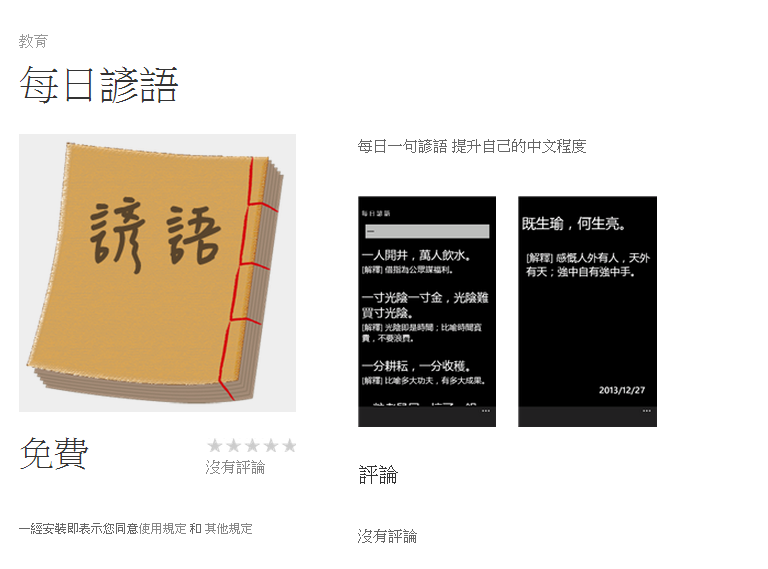 教育
每日諺語
諺語
免費
沒有評論
一經安裝即表示您同意使用規定 和 其他規定
每日一句諺語 提升自己的中文程度
每日諺語
一
一人開井，萬人飲水。
[解釋] 借指為公眾謀福利。
一寸光陰一寸金，光陰難
買寸光陰。
[解釋] 光陰即是時間；比喻時間寶
貴，不要浪費。
一分耕耘，一分收穫。
[解釋] 比喻多大功夫，有多大成果。
既生瑜，何生亮。
[解釋] 感慨人外有人，天外
有天；強中自有強中手。
2013/12/27
評論
沒有評論